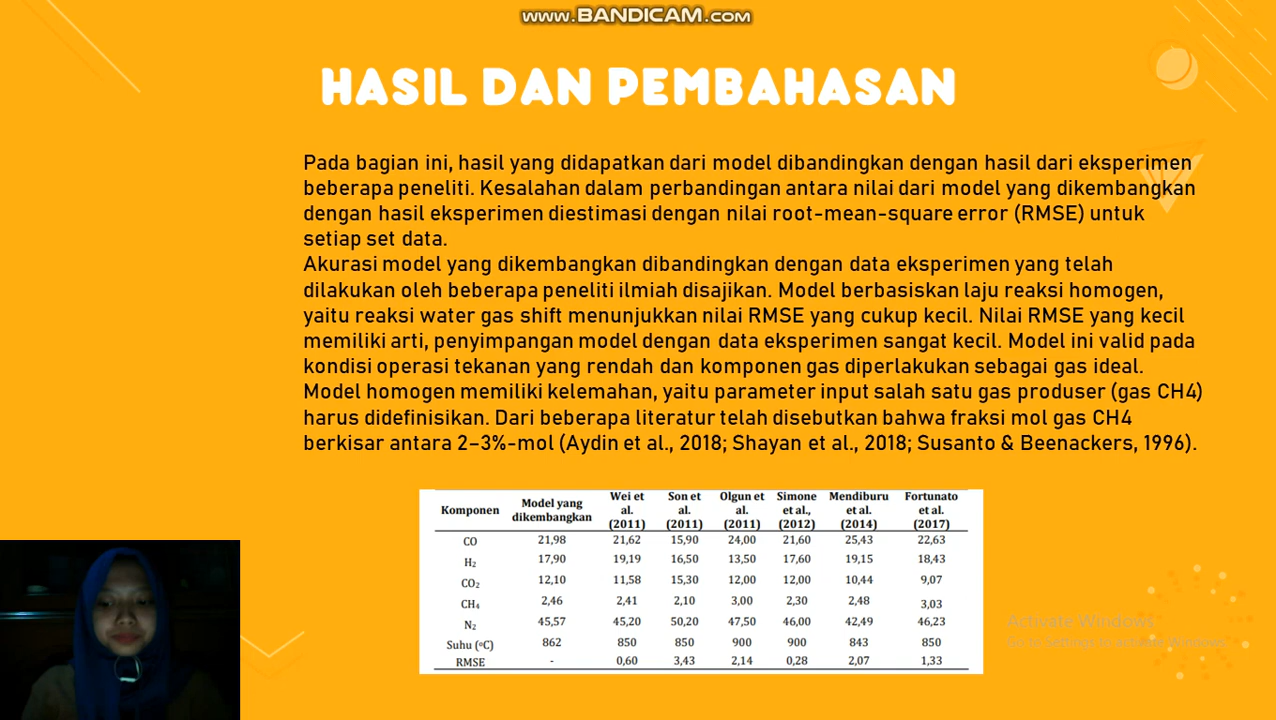 WWW.BANDICAM.COM
HASIL DAN PEMBAHASAN
Pada bagian ini, hasil yang didapatkan dari model dibandingkan dengan hasil dari eksperimen
beberapa peneliti. Kesalahan dalam perbandingan antara nilai dari model yang dikembangkan
dengan hasil eksperimen diestimasi dengan nilai root-mean-square error (RMSE) untuk
setiap set data.
Akurasi model yang dikembangkan dibandingkan dengan data eksperimen yang telah
dilakukan oleh beberapa peneliti ilmiah disajikan. Model berbasiskan laju reaksi homogen,
yaitu reaksi water gas shift menunjukkan nilai RMSE yang cukup kecil. Nilai RMSE yang kecil
memiliki arti, penyimpangan model dengan data eksperimen sangat kecil. Model ini valid pada
kondisi operasi tekanan yang rendah dan komponen gas diperlakukan sebagai gas ideal.
Model homogen memiliki kelemahan, yaitu parameter input salah satu gas produser (gas CH4)
harus didefinisikan. Dari beberapa literatur telah disebutkan bahwa fraksi mol gas CH4
berkisar antara 2–3%-mol (Aydin et al., 2018; Shayan et al., 2018; Susanto & Beenackers, 1996).
Komponen Model yang dikembangkan Wei et al. (2011) Son et al. (2011) Olgun et al. (2011) Simone et al., (2012) Mendiburu et al. (2014) Fortunato et al. (2017)
CO 21,98 21,62 15,90 24,00 21,60 25,43 22,63
H₂ 17,90 19,19 16,50 13,50 17,60 19,15 18,43
CO₂ 12,10 11,58 15,30 12,00 12,00 10,44 9,07
CH₄ 2,46 2,41 2,10 3,00 2,30 2,48 3,03
N₂ 45,57 45,20 50,20 47,50 46,00 42,49 46,23
Suhu (ºC) 862 850 850 900 900 843 850
RMSE - 0,60 3,43 2,14 0,28 2,07 1,33
Activate Windows
Go to Settings to activate Windows.